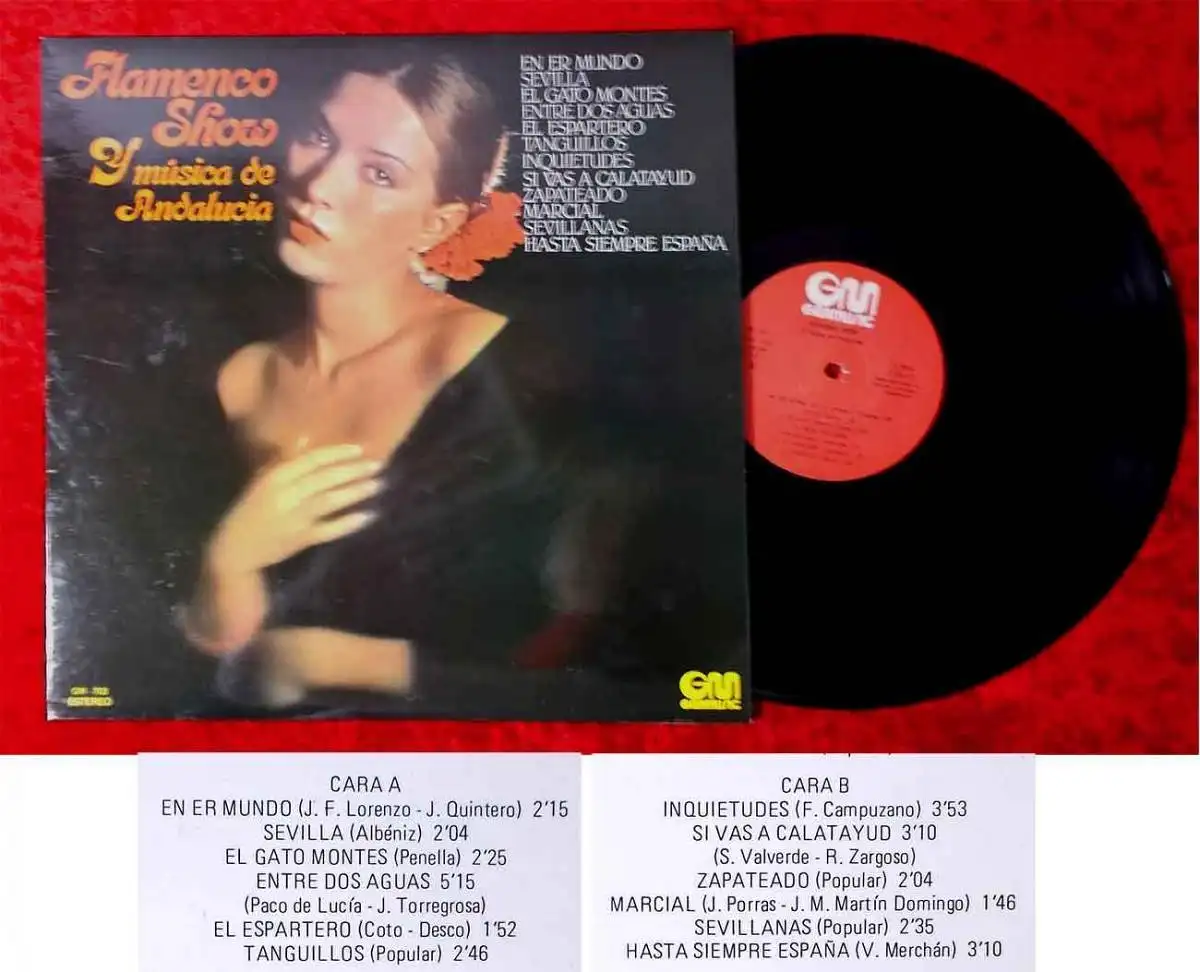 Flamenco
Show
Y música de
Andalucia
EN ER MUNDO
SEVILLA
EL GATO MONTES
ENTRE DOS AGUAS
EL ESPARTERO
TANGUILLOS
INQUIETUDES
SI VAS A CALATAYUD
ZAPATEADO
MARCIAL
SEVILLANAS
HASTA SIEMPRE ESPAÑA
GM
GRAMUSIC
GM - 703
ESTEREO
GM
GRAMUSIC
CARA A
EN ER MUNDO (J. F. Lorenzo - J. Quintero) 2'15
SEVILLA (Albéniz) 2'04
EL GATO MONTES (Penella) 2'25
ENTRE DOS AGUAS 5'15
(Paco de Lucía - J. Torregrosa)
EL ESPARTERO (Coto - Desco) 1'52
TANGUILLOS (Popular) 2'46
CARA B
INQUIETUDES (F. Campuzano) 3'53
SI VAS A CALATAYUD 3'10
(S. Valverde - R. Zargoso)
ZAPATEADO (Popular) 2'04
MARCIAL (J. Porras - J. M. Martín Domingo) 1'46
SEVILLANAS (Popular) 2'35
HASTA SIEMPRE ESPAÑA (V. Merchán) 3'10